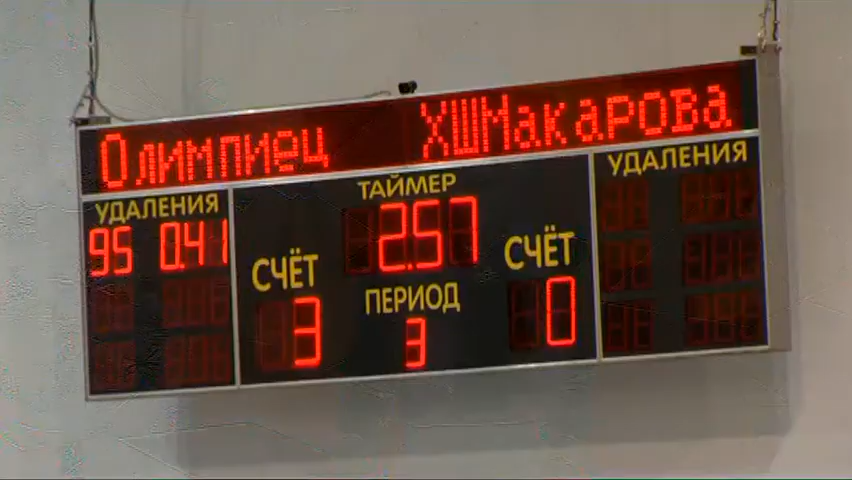 Олимпиец ХШМакарова
УДАЛЕНИЯ ТАЙМЕР УДАЛЕНИЯ
95 0.41 2.57
СЧЁТ СЧЁТ
ПЕРИОД
3 3 0